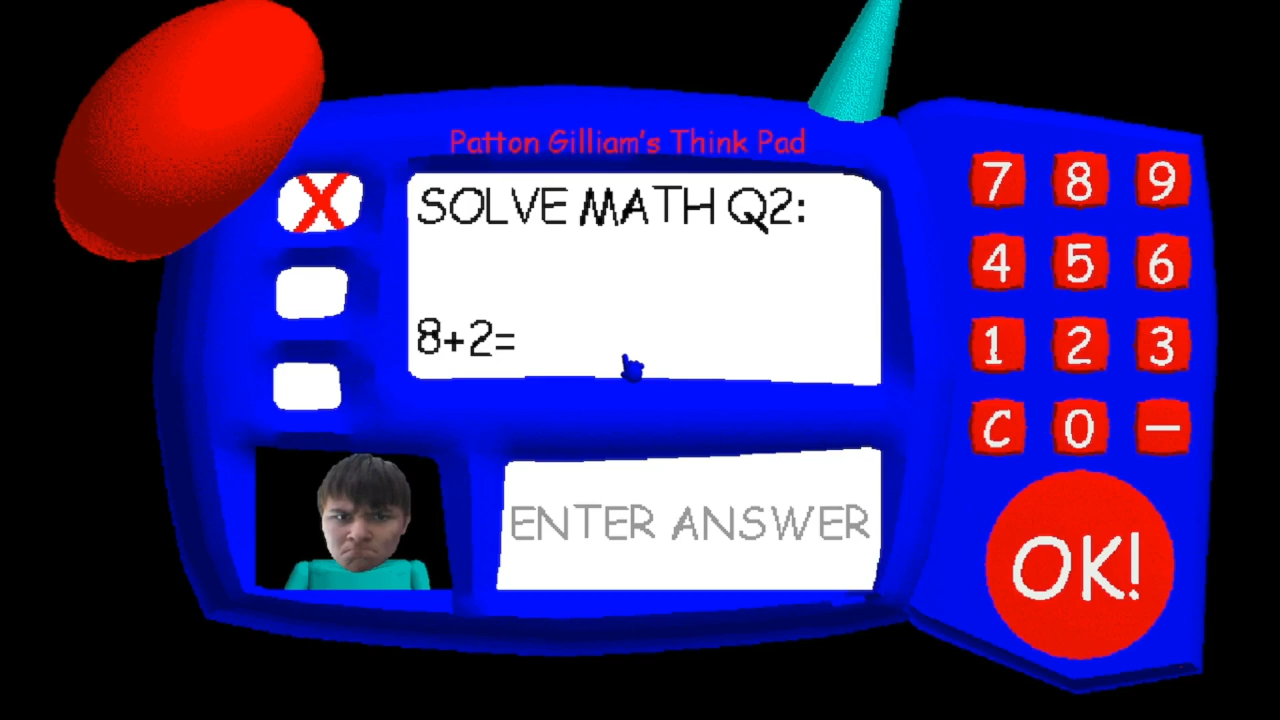 Patton Gilliam's Think Pad
X
SOLVE MATH Q2:
8+2=
ENTER ANSWER
7 8 9
4 5 6
1 2 3
C 0 −
OK!